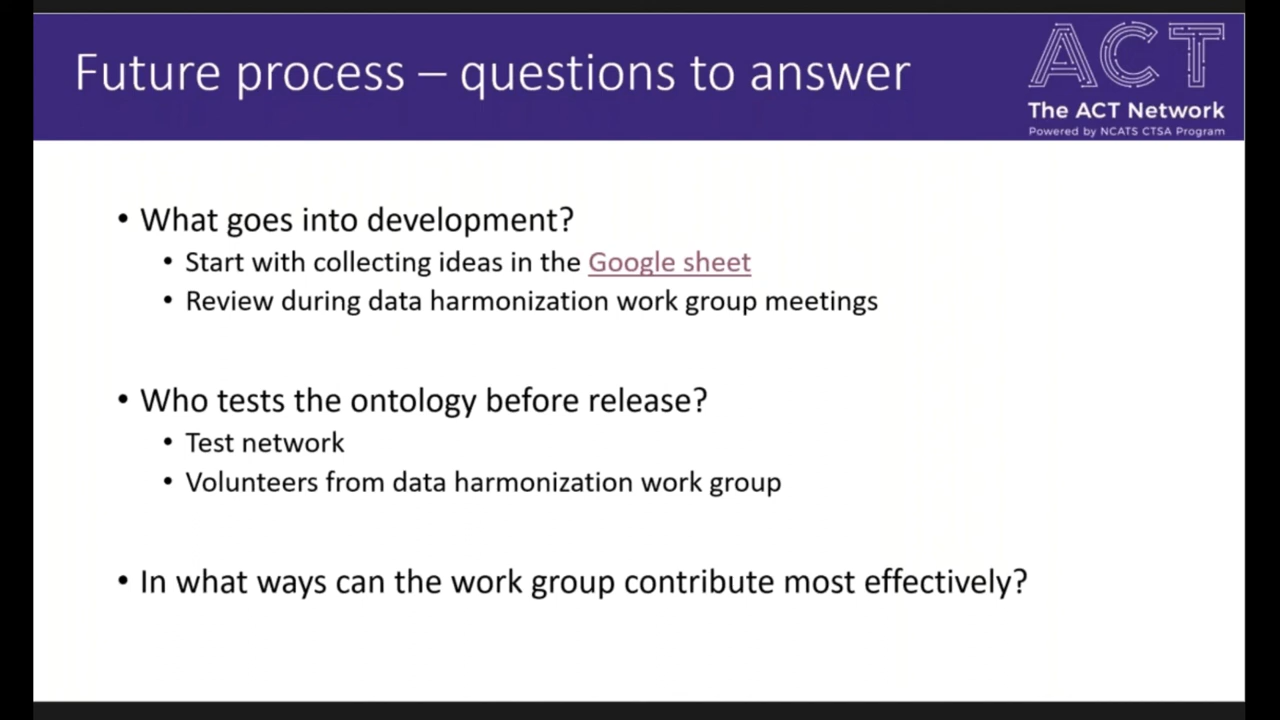 Future process – questions to answer
ACT
The ACT Network
Powered by NCATS CTSA Program
• What goes into development?
• Start with collecting ideas in the Google sheet
• Review during data harmonization work group meetings
• Who tests the ontology before release?
• Test network
• Volunteers from data harmonization work group
• In what ways can the work group contribute most effectively?